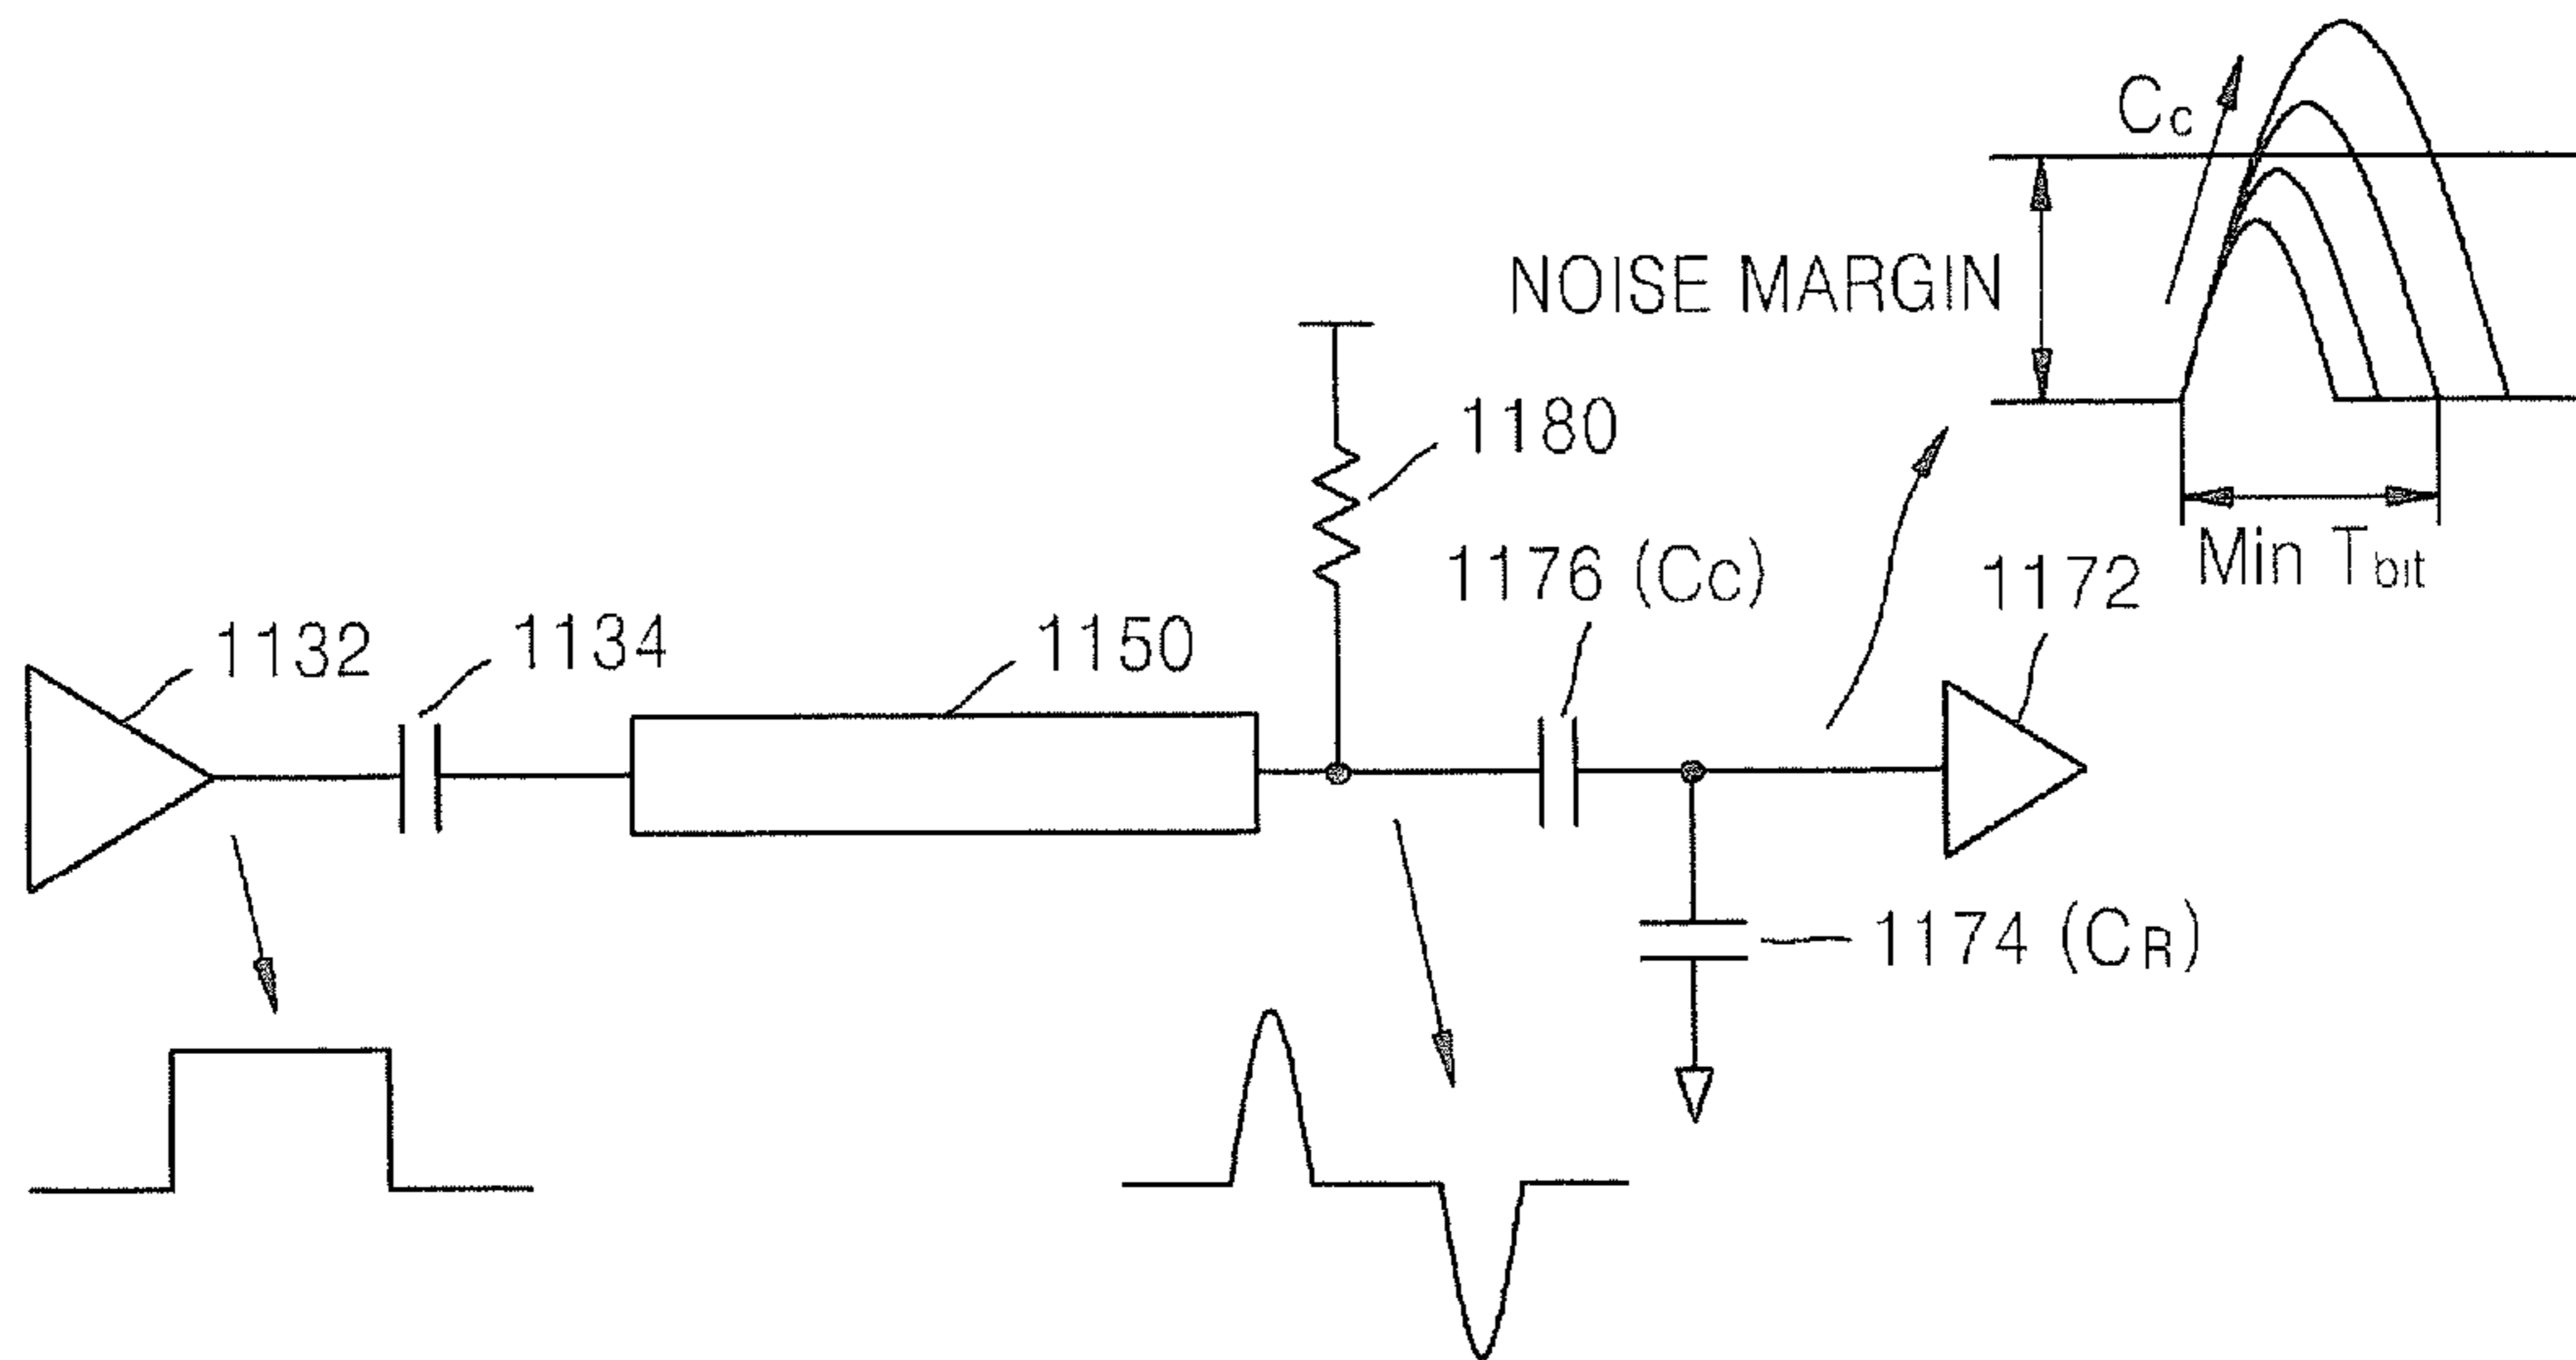 Cc
NOISE MARGIN
Min Tbit
1180
1176 (Cc)
1172
1132
1134
1150
1174 (CR)